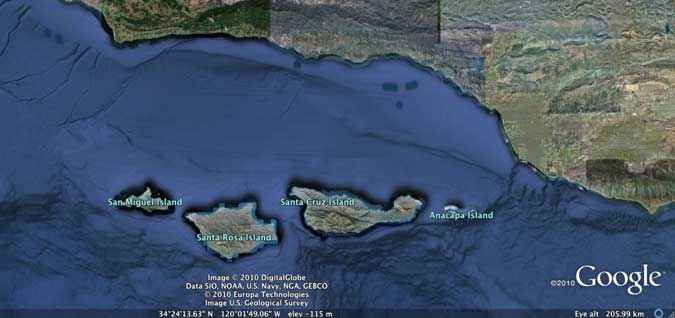 San Miguel Island
Santa Cruz Island
Anacapa Island
Santa Rosa Island
Image © 2010 DigitalGlobe
Data SIO, NOAA, U.S. Navy, NGA, GEBCO
© 2010 Europa Technologies
Image U.S. Geological Survey
©2010 Google
34°24'13.63" N 120°01'49.06" W elev -115 m
Eye alt 205.99 km